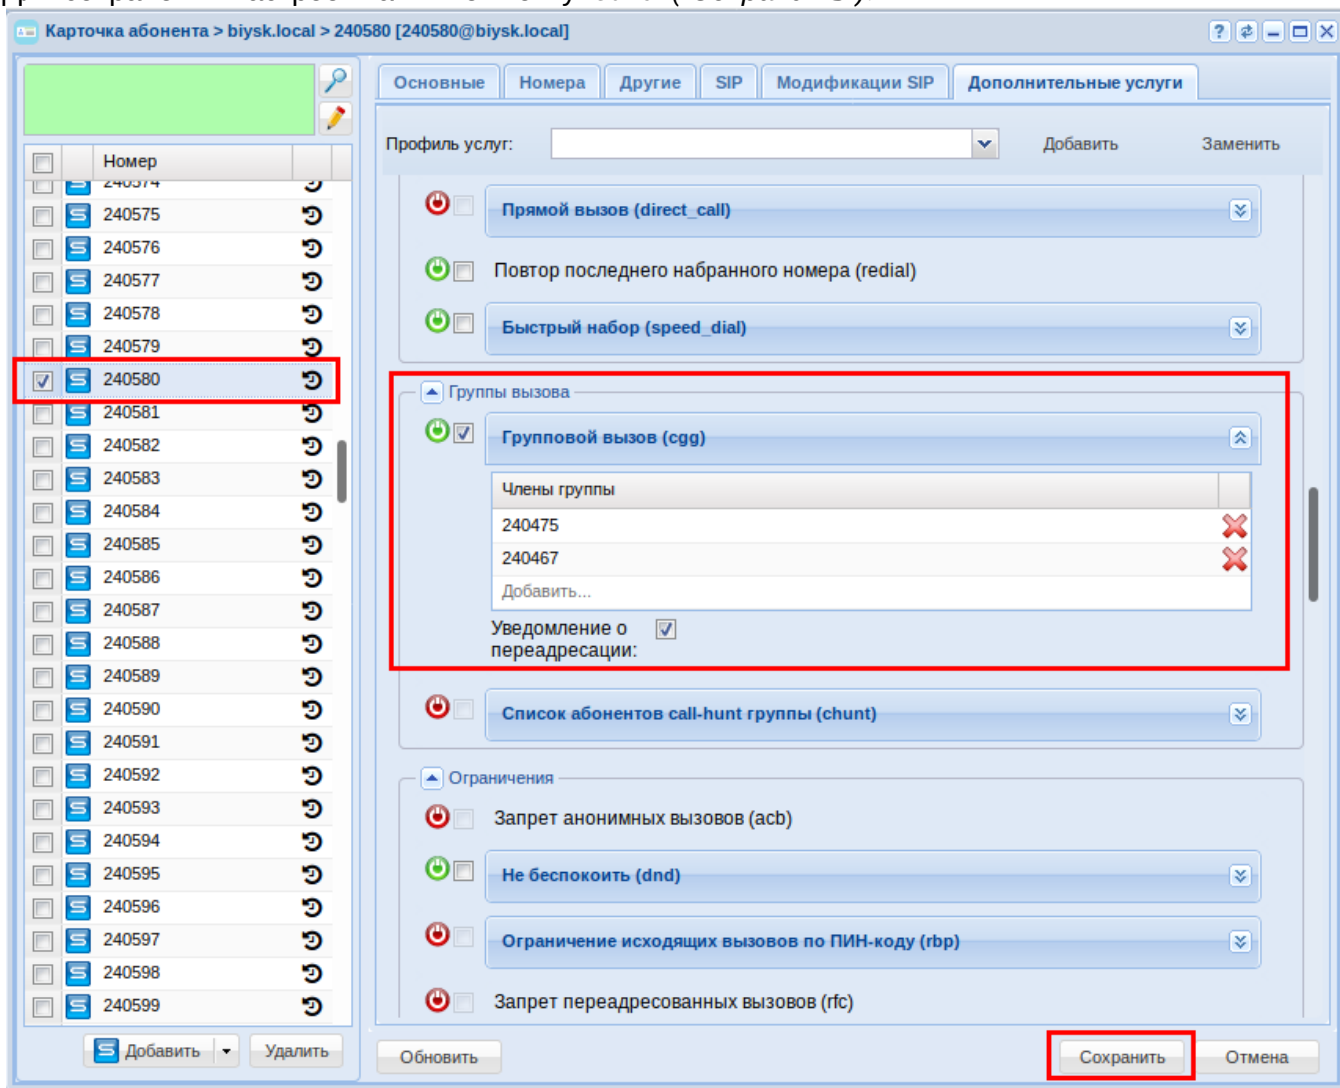 Карточка абонента > biysk.local > 240580 [240580@biysk.local]
Основные Номера Другие SIP Модификации SIP Дополнительные услуги
Профиль услуг: Добавить Заменить
Номер
240574
240575
240576
240577
240578
240579
240580
240581
240582
240583
240584
240585
240586
240587
240588
240589
240590
240591
240592
240593
240594
240595
240596
240597
240598
240599
Добавить Удалить
Прямой вызов (direct_call)
Повтор последнего набранного номера (redial)
Быстрый набор (speed_dial)
Группы вызова
Групповой вызов (cgg)
Члены группы
240475
240467
Добавить...
Уведомление о
переадресации:
Список абонентов call-hunt группы (chunt)
Ограничения
Запрет анонимных вызовов (acb)
Не беспокоить (dnd)
Ограничение исходящих вызовов по ПИН-коду (rbp)
Запрет переадресованных вызовов (rfc)
Обновить Сохранить Отмена